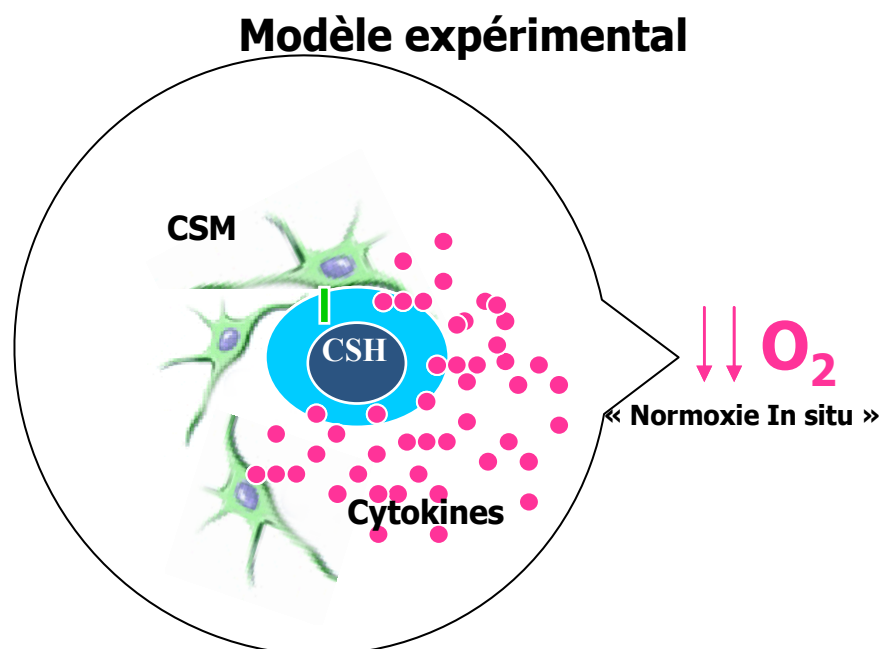 Modèle expérimental
CSM
CSH
O2
« Normoxie In situ »
Cytokines